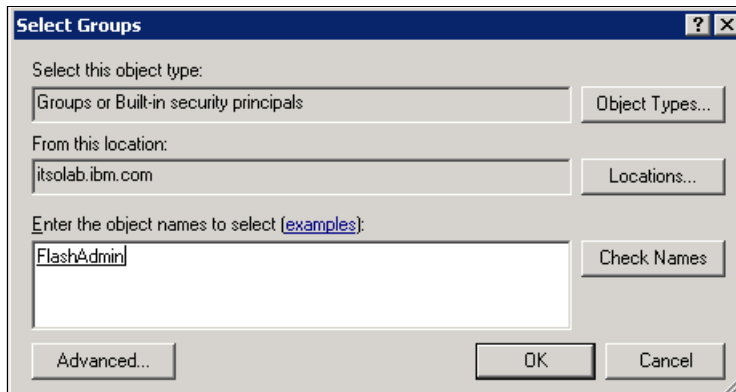 Select Groups
Select this object type:
Groups or Built-in security principals
Object Types...
From this location:
itsolab.ibm.com
Locations...
Enter the object names to select (examples):
FlashAdmin
Check Names
Advanced...
OK
Cancel